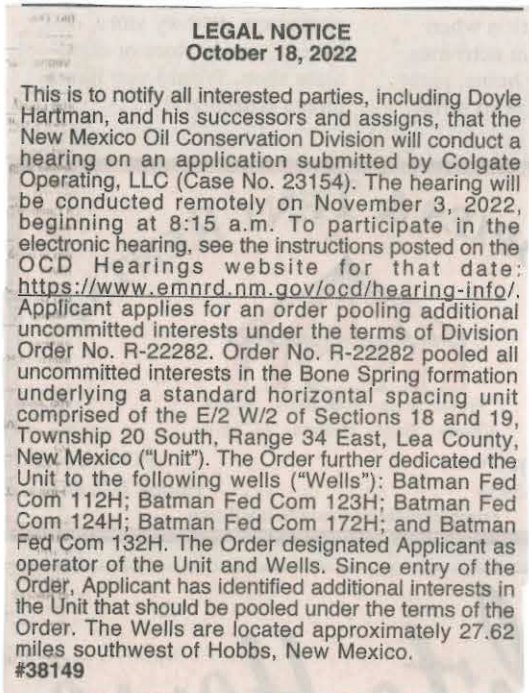 LEGAL NOTICE
October 18, 2022
This is to notify all interested parties, including Doyle
Hartman, and his successors and assigns, that the
New Mexico Oil Conservation Division will conduct a
hearing on an application submitted by Colgate
Operating, LLC (Case No. 23154). The hearing will
be conducted remotely on November 3, 2022,
beginning at 8:15 a.m. To participate in the
electronic hearing, see the instructions posted on the
OCD Hearings website for that date:
https://www.emnrd.nm.gov/ocd/hearing-info/.
Applicant applies for an order pooling additional
uncommitted interests under the terms of Division
Order No. R-22282. Order No. R-22282 pooled all
uncommitted interests in the Bone Spring formation
underlying a standard horizontal spacing unit
comprised of the E/2 W/2 of Sections 18 and 19,
Township 20 South, Range 34 East, Lea County,
New Mexico ("Unit"). The Order further dedicated the
Unit to the following wells ("Wells"): Batman Fed
Com 112H; Batman Fed Com 123H; Batman Fed
Com 124H; Batman Fed Com 172H; and Batman
Fed Com 132H. The Order designated Applicant as
operator of the Unit and Wells. Since entry of the
Order, Applicant has identified additional interests in
the Unit that should be pooled under the terms of the
Order. The Wells are located approximately 27.62
miles southwest of Hobbs, New Mexico.
#38149